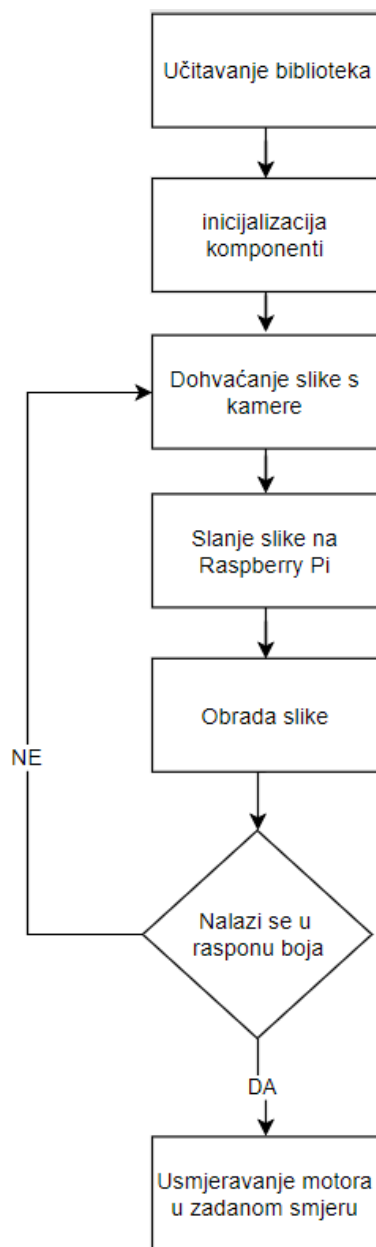 Učitavanje biblioteka
inicijalizacija
komponenti
Dohvaćanje slike s
kamere
Slanje slike na
Raspberry Pi
Obrada slike
NE
Nalazi se u
rasponu boja
DA
Usmjeravanje motora
u zadanom smjeru